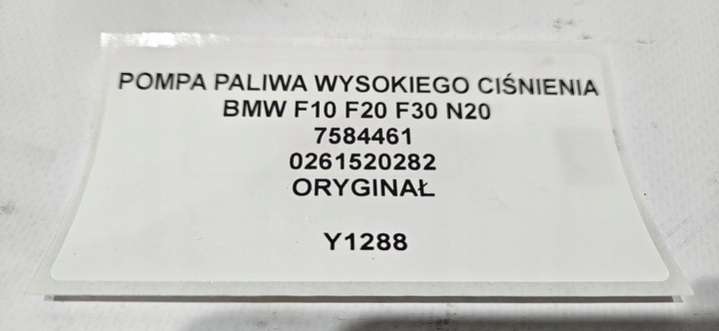 POMPA PALIWA WYSOKIEGO CIŚNIENIA
BMW F10 F20 F30 N20
7584461
0261520282
ORYGINAŁ
Y1288